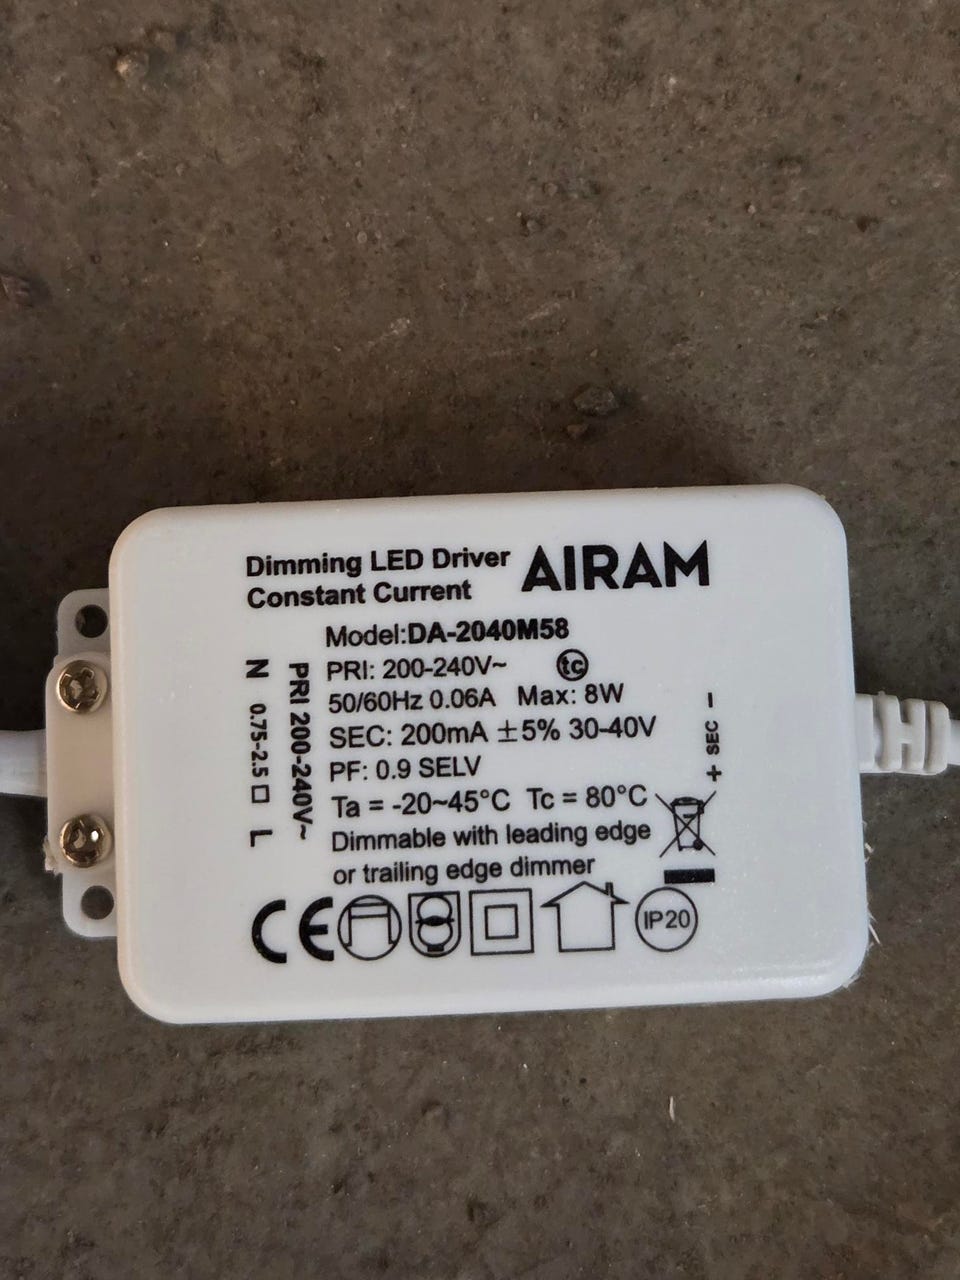 Dimming LED Driver
Constant Current
AIRAM
Model:DA-2040M58
PRI: 200-240V~
tc
50/60Hz 0.06A Max: 8W
SEC: 200mA ±5% 30-40V
PF: 0.9 SELV
Ta = -20~45°C Tc = 80°C
Dimmable with leading edge
or trailing edge dimmer
N 0.75-2.5 □ L
PRI 200-240V~
+ SEC -
CE
IP20